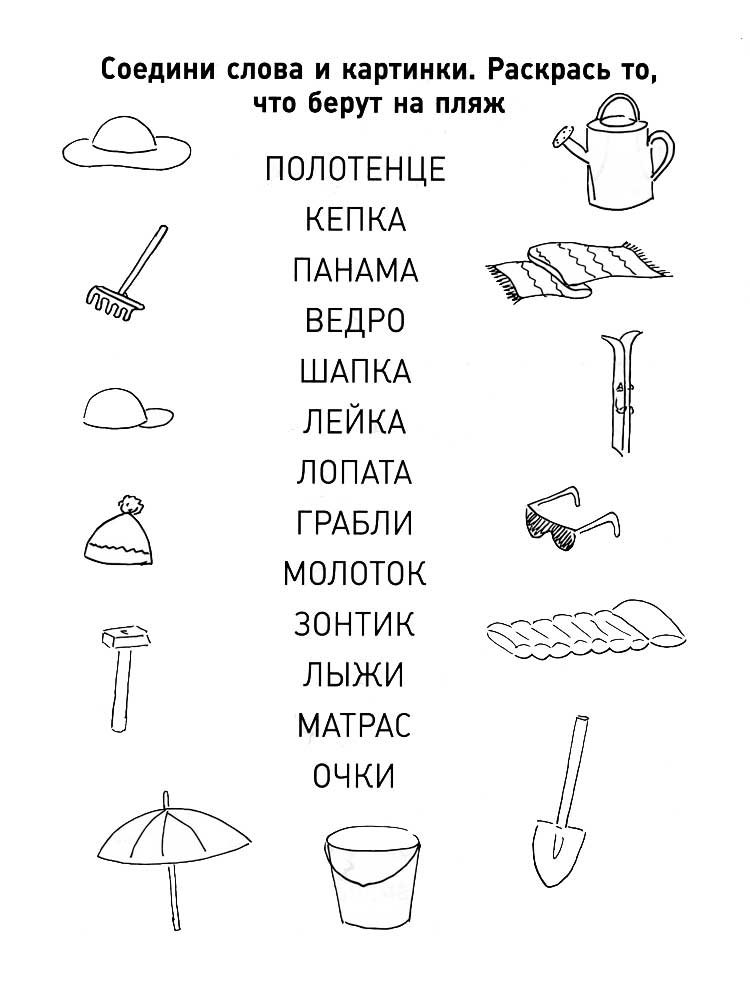 Соедини слова и картинки. Раскрась то,
что берут на пляж
ПОЛОТЕНЦЕ
КЕПКА
ПАНАМА
ВЕДРО
ШАПКА
ЛЕЙКА
ЛОПАТА
ГРАБЛИ
МОЛОТОК
ЗОНТИК
ЛЫЖИ
МАТРАС
ОЧКИ